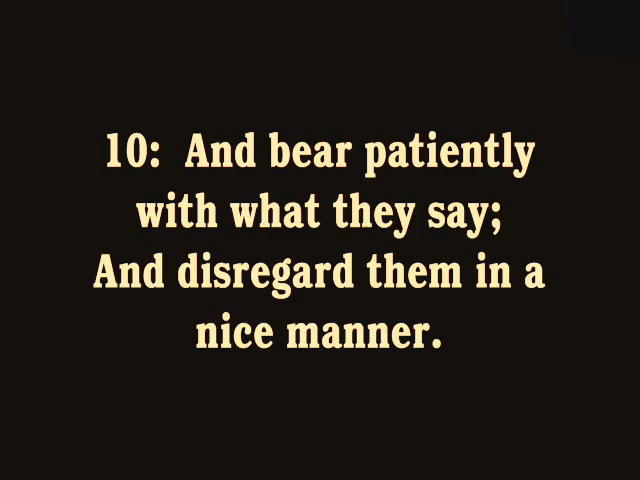 10:  And bear patiently
with what they say;
And disregard them in a
nice manner.